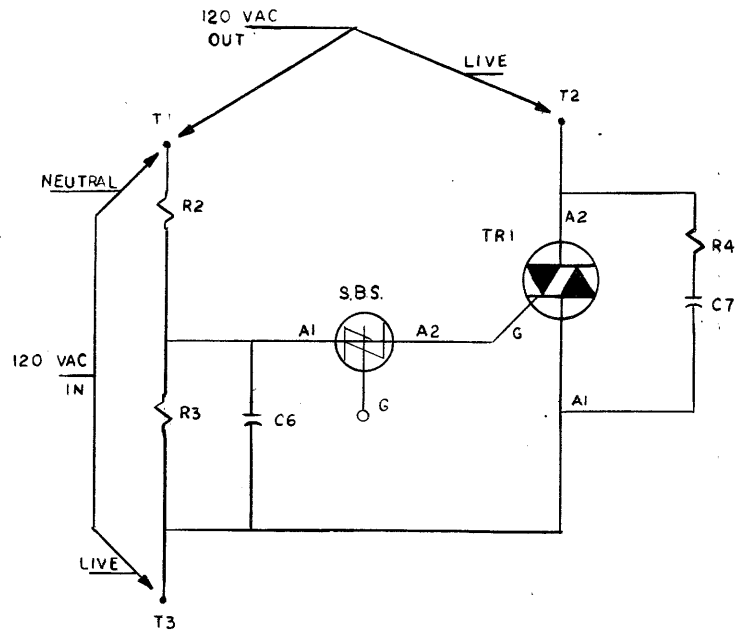 120 VAC
OUT
LIVE
T1
T2
NEUTRAL
R2
A2
TR1
R4
S.B.S.
C7
A1
A2
G
120 VAC
IN
R3
C6
G
A1
LIVE
T3